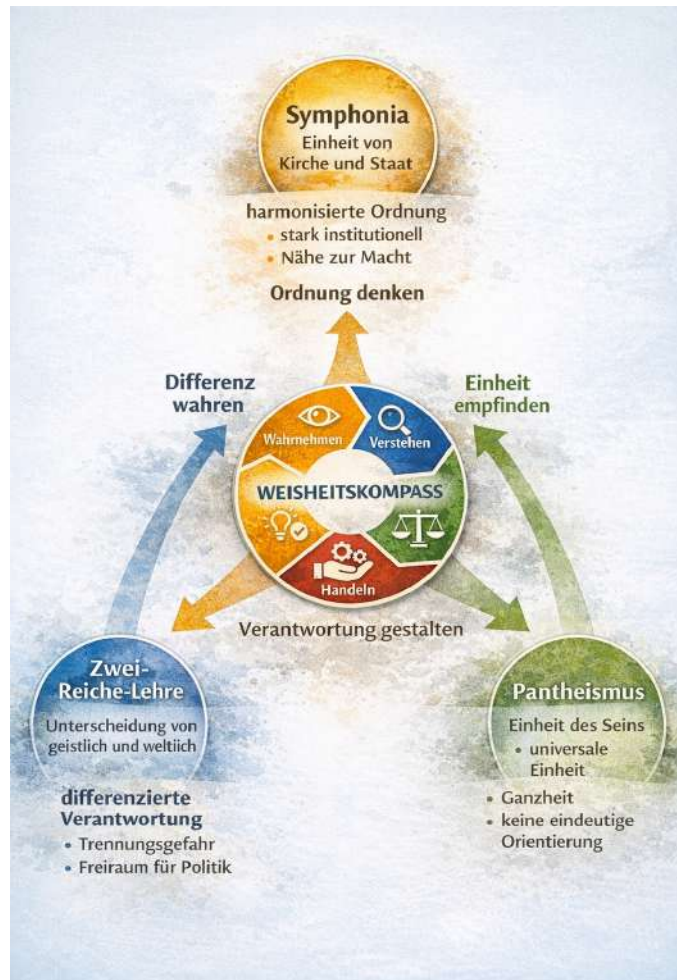 Symphonia
Einheit von
Kirche und Staat
harmonisierte Ordnung
• stark institutionell
• Nähe zur Macht
Ordnung denken
Differenz
wahren
Einheit
empfinden
Wahrnehmen
Verstehen
WEISHEITSKOMPASS
Handeln
Verantwortung gestalten
Zwei-
Reiche-Lehre
Unterscheidung von
geistlich und weltiich
differenzierte
Verantwortung
• Trennungsgefahr
• Freiraum für Politik
Pantheismus
Einheit des Seins
• universale
Einheit
• Ganzheit
• keine eindeutige
Orientierung